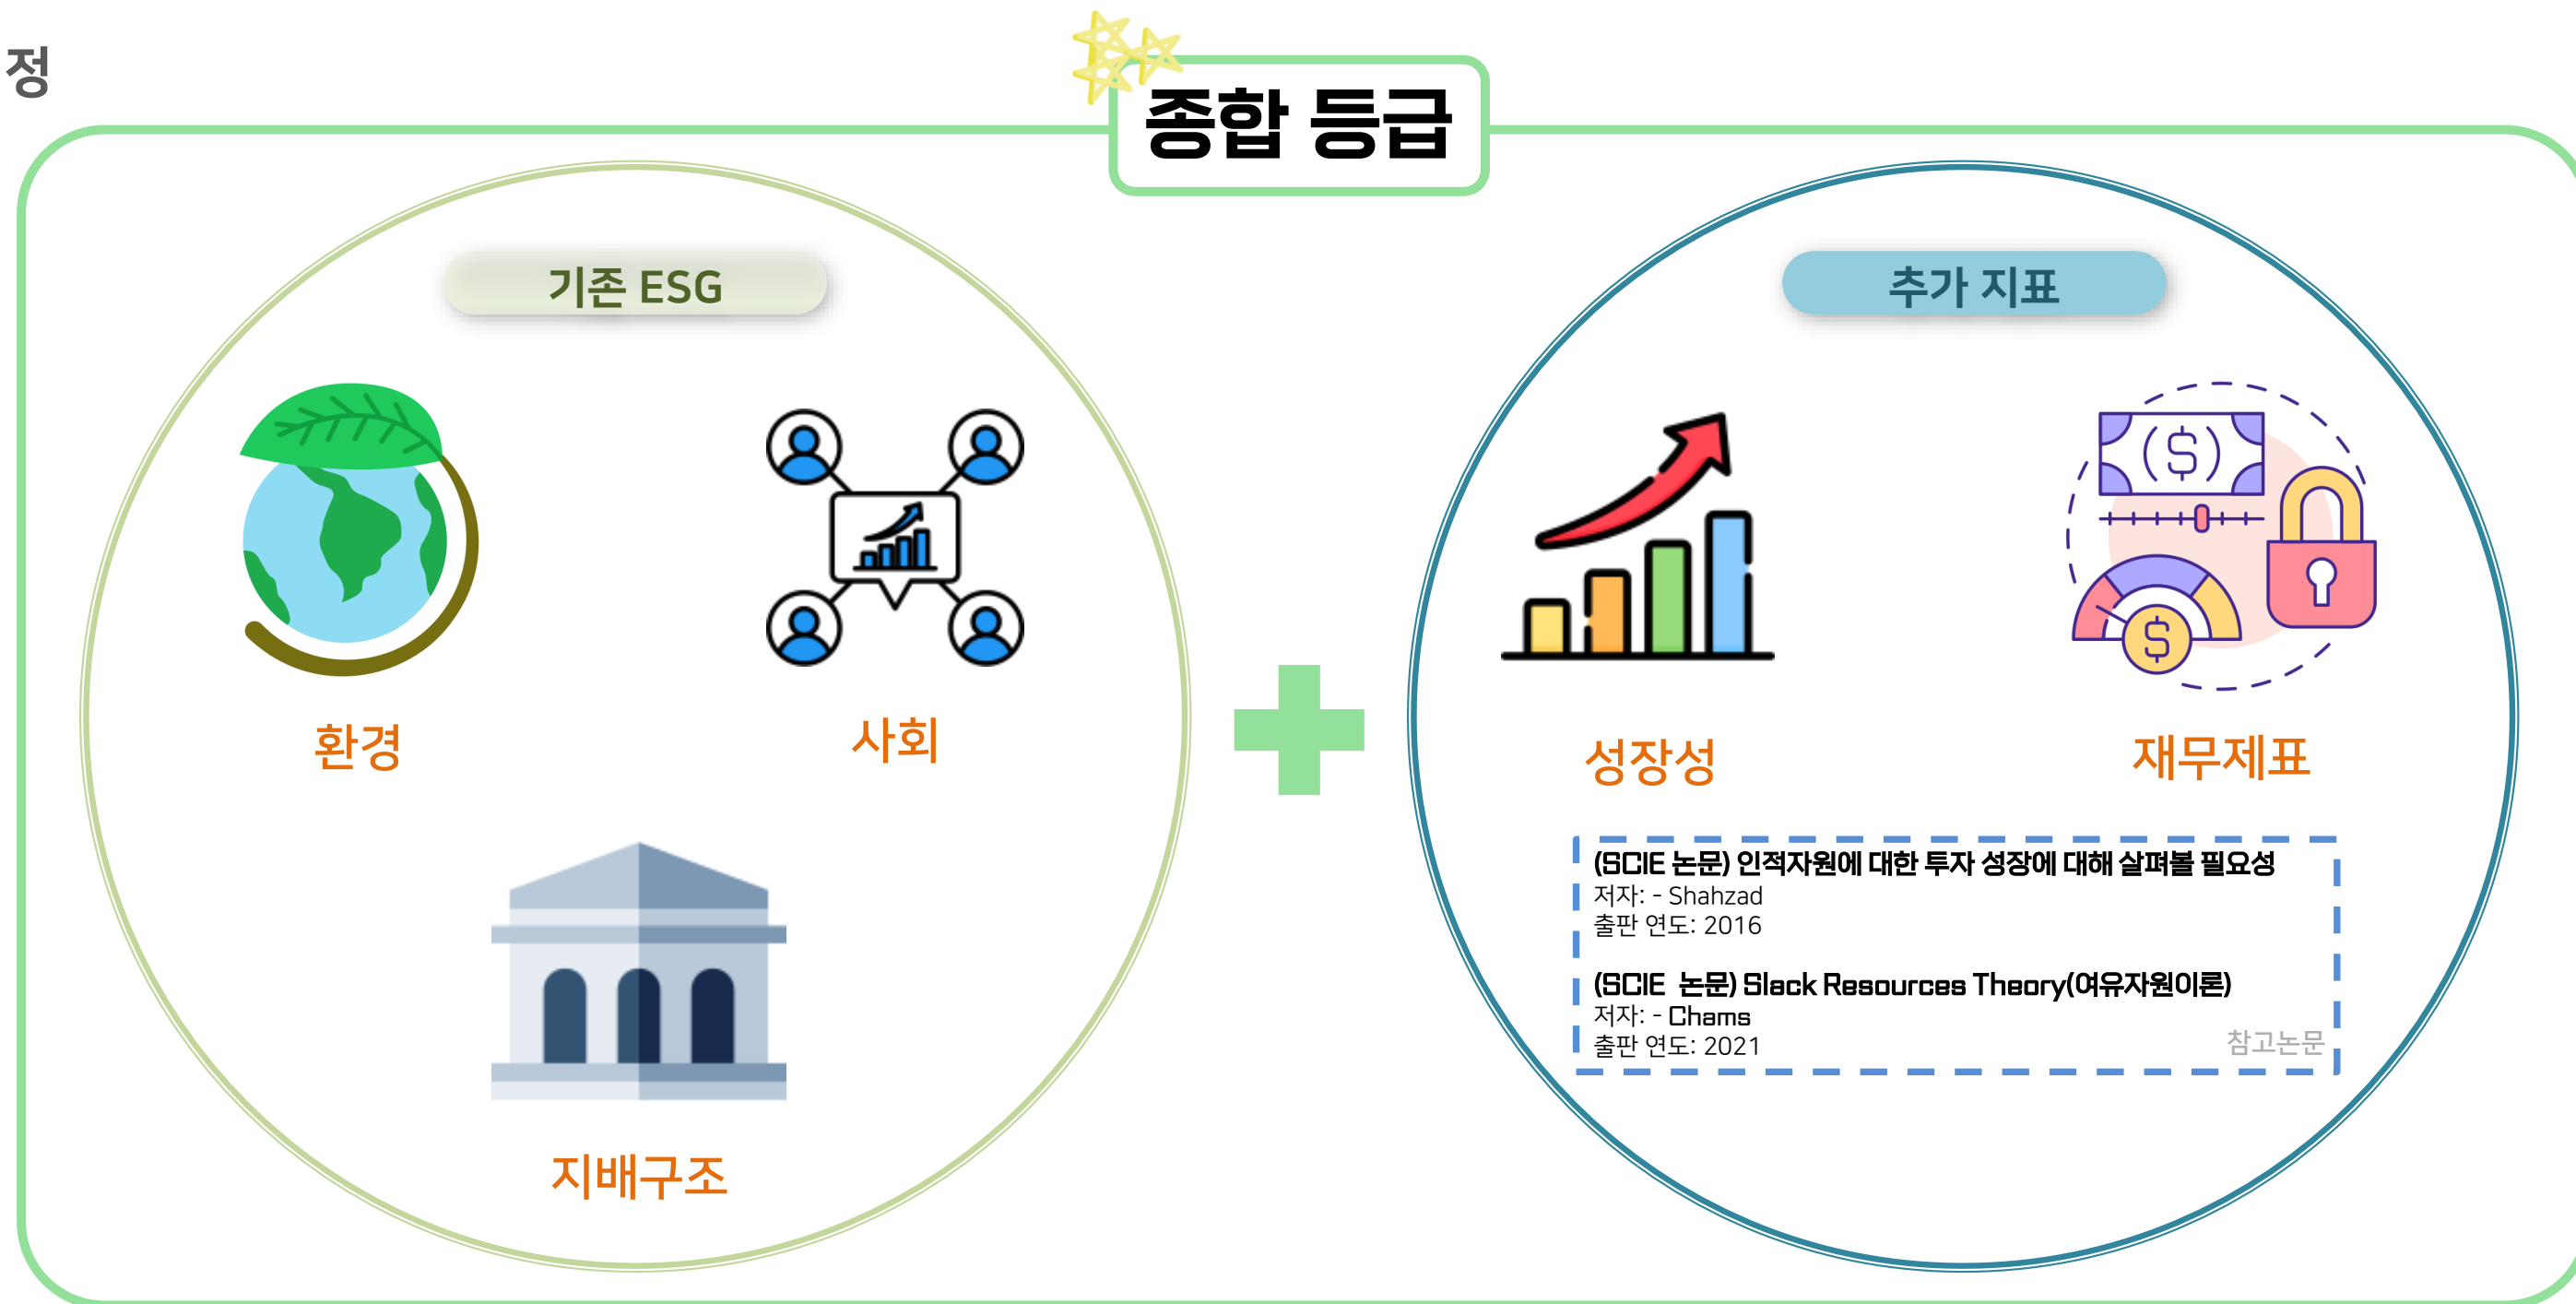 정
종합 등급
기존 ESG
추가 지표
환경
사회
성장성
재무제표
지배구조
(SCIE 논문) 인적자원에 대한 투자 성장에 대해 살펴볼 필요성
저자: - Shahzad
출판 연도: 2016
(SCIE 논문) Slack Resources Theory(여유자원이론)
저자: - Chams
출판 연도: 2021
참고논문